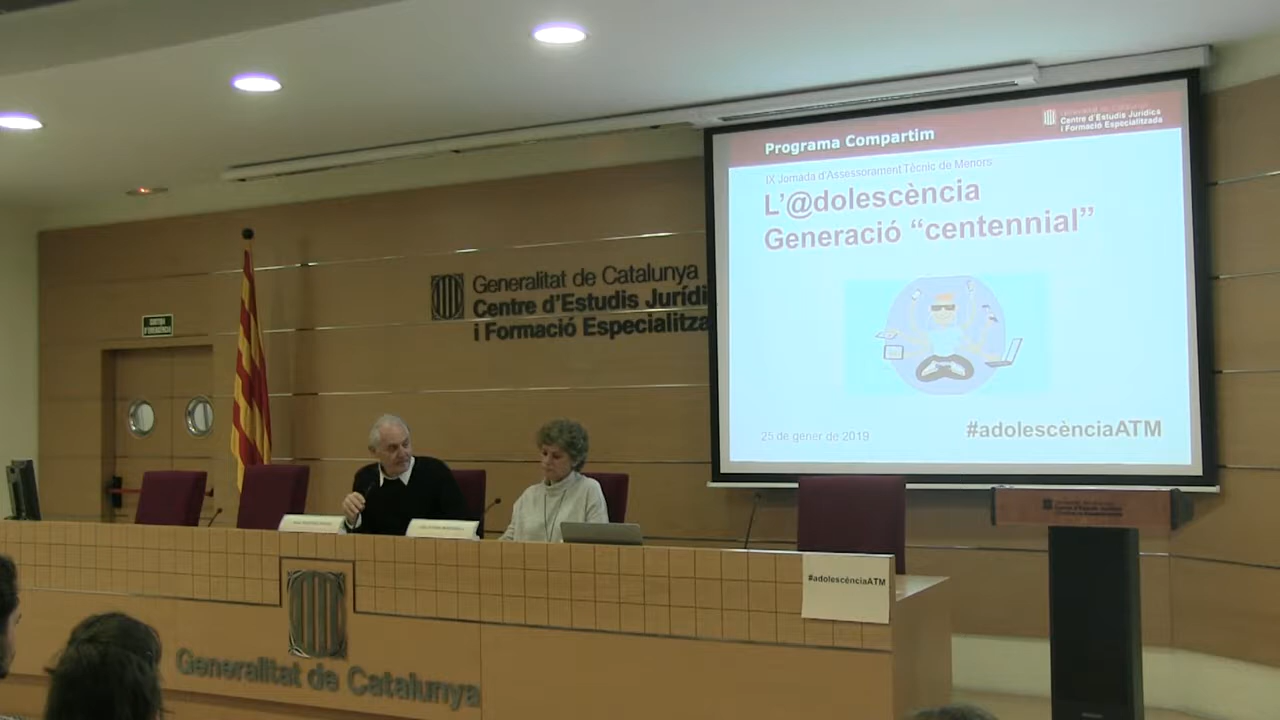 Programa Compartim
Centre d'Estudis Jurídics
i Formació Especialitzada
IX Jornada d'Assessorament Tècnic de Menors
L'@dolescència
Generació “centennial”
25 de gener de 2019
#adolescènciaATM
Generalitat de Catalunya
Centre d'Estudis Jurídi
i Formació Especialitza
#adolescènciaATM
Generalitat de Catalunya